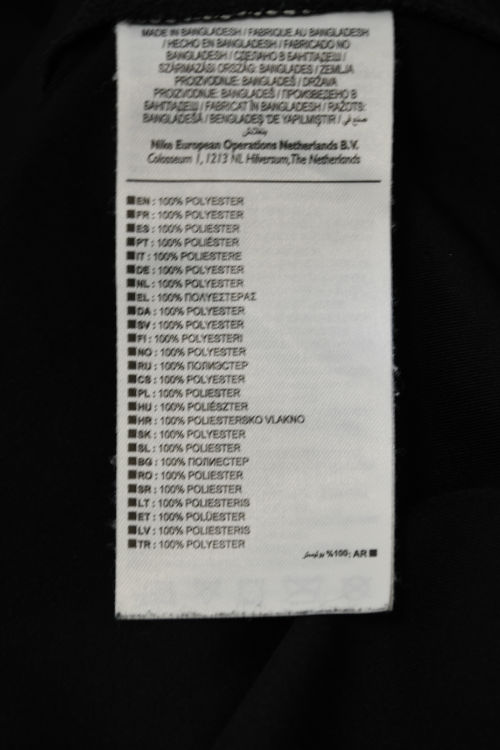 MADE IN BANGLADESH / FABRIQUE AU BANGLADESH
/ HECHO EN BANGLADESH / FABRICADO NO
BANGLADESH / СДЕЛАНО В БАНГЛАДЕШ /
SZÁRMAZÁSI ORSZÁG: BANGLADES / ZEMLJA
PROIZVODNJE: BANGLADEŠ / DRŽAVA
PROIZVODNJE: BANGLADEŠ / ПРОИЗВЕДЕНО В
БАНГЛАДЕШ / FABRICAT ÎN BANGLADESH / RAŽOTS:
BANGLADEŠĀ / BENGLADEŞ'DE YAPILMIŞTIR / صنع في
بنغلاديش
Nike European Operations Netherlands B.V.
Colosseum 1, 1213 NL Hilversum, The Netherlands
EN : 100% POLYESTER
FR : 100% POLYESTER
ES : 100% POLIÉSTER
PT : 100% POLIÉSTER
IT : 100% POLIESTERE
DE : 100% POLYESTER
NL : 100% POLYESTER
EL : 100% ΠΟΛΥΕΣΤΕΡΑΣ
DA : 100% POLYESTER
SV : 100% POLYESTER
FI : 100% POLYESTERI
NO : 100% POLYESTER
RU : 100% ПОЛИЭСТЕР
CS : 100% POLYESTER
PL : 100% POLIESTER
HU : 100% POLIÉSZTER
HR : 100% POLIESTERSKO VLAKNO
SK : 100% POLYESTER
SL : 100% POLIESTER
BG : 100% ПОЛИЕСТЕР
RO : 100% POLIESTER
SR : 100% POLIESTER
LT : 100% POLIESTERIS
ET : 100% POLÜESTER
LV : 100% POLIESTERIS
TR : 100% POLYESTER
AR :100% بوليستر